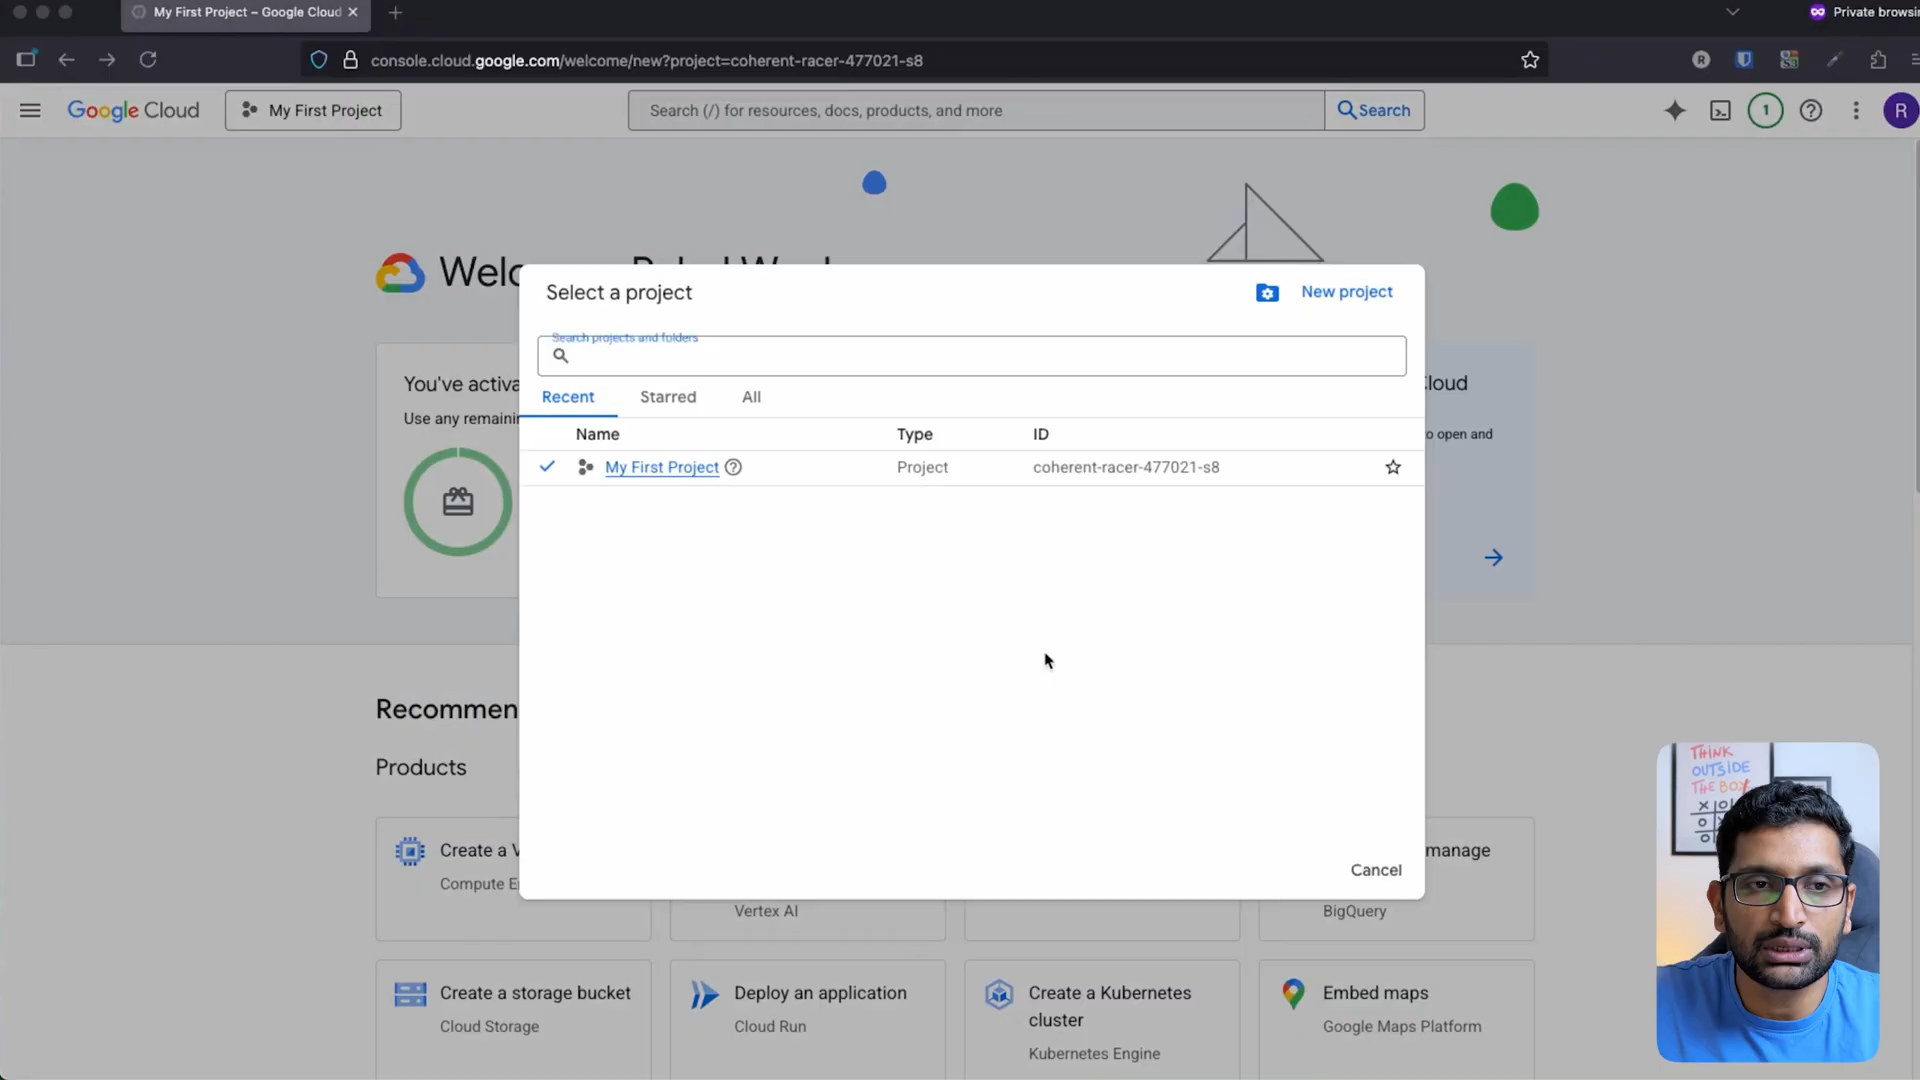 My First Project – Google Cloud
Private browsi
console.cloud.google.com/welcome/new?project=coherent-racer-477021-s8
R
Google Cloud
My First Project
Search (/) for resources, docs, products, and more
Search
1
R
Welc
Select a project
New project
Search projects and folders
You've activa
Use any remainin
Cloud
o open and
Recent
Starred
All
Name
Type
ID
My First Project
Project
coherent-racer-477021-s8
Recommen
Products
Cancel
Create a V
Compute E
Vertex AI
manage
BigQuery
Create a storage bucket
Cloud Storage
Deploy an application
Cloud Run
Create a Kubernetes
cluster
Kubernetes Engine
Embed maps
Google Maps Platform
THINK
OUTSIDE
THE BOX